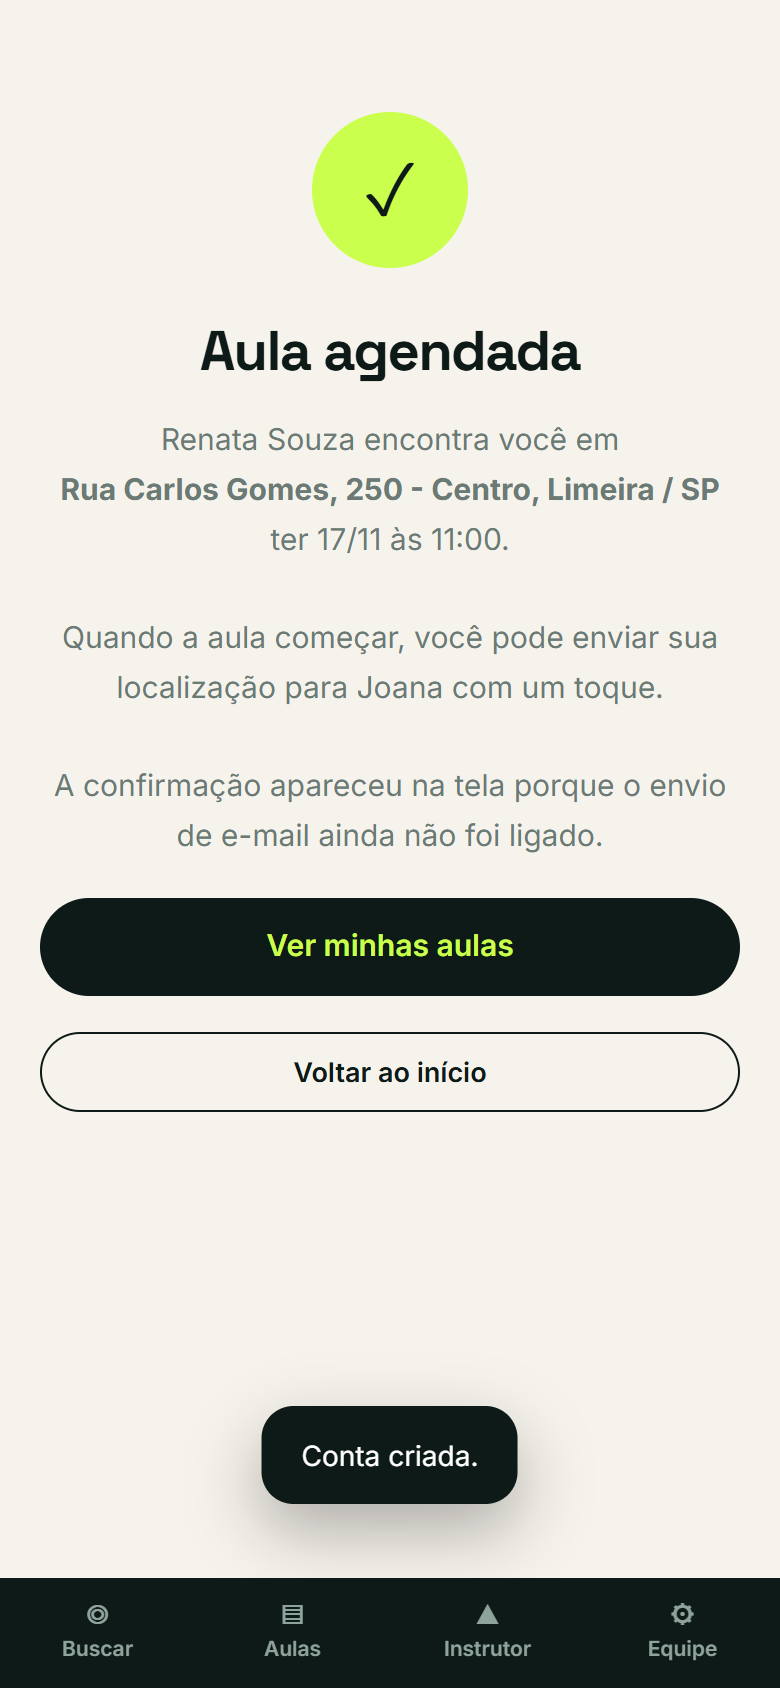 Aula agendada
Renata Souza encontra você em
Rua Carlos Gomes, 250 - Centro, Limeira / SP
ter 17/11 às 11:00.
Quando a aula começar, você pode enviar sua
localização para Joana com um toque.
A confirmação apareceu na tela porque o envio
de e-mail ainda não foi ligado.
Ver minhas aulas
Voltar ao início
Conta criada.
Buscar
Aulas
Instrutor
Equipe